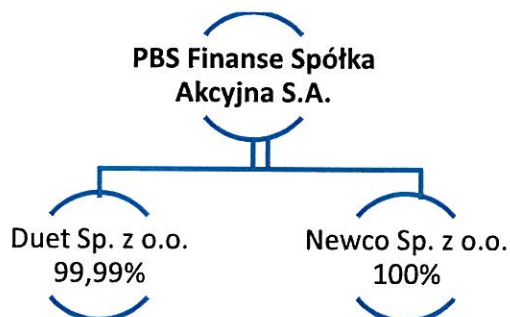 PBS Finanse Spółka
Akcyjna S.A.
Duet Sp. z o.o.
99,99%
Newco Sp. z o.o.
100%